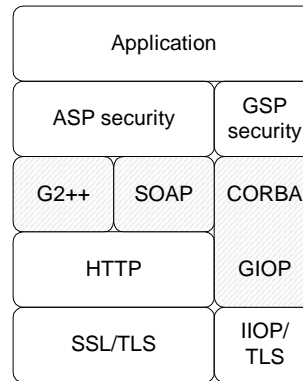 Application
ASP security
GSP
security
G2++
SOAP
CORBA
HTTP
GIOP
SSL/TLS
IIOP/
TLS